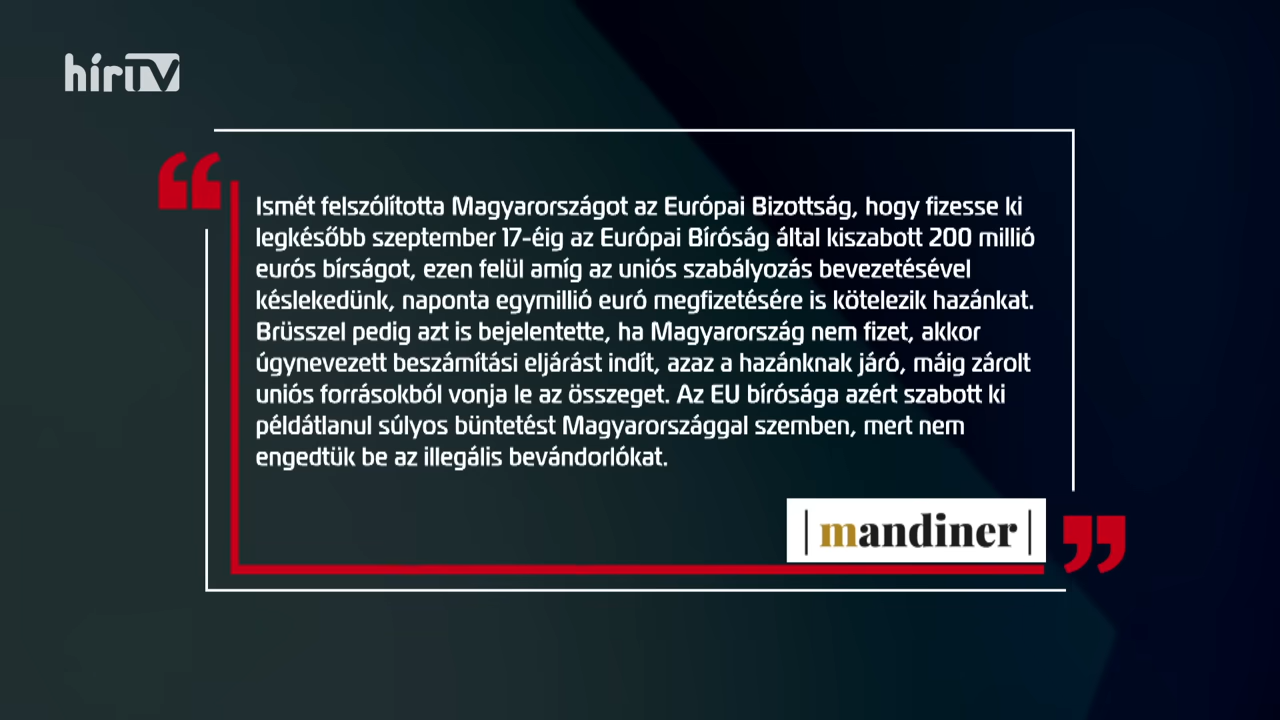 hírTV
Ismét felszólította Magyarországot az Európai Bizottság, hogy fizesse ki
legkésőbb szeptember 17-éig az Európai Bíróság által kiszabott 200 millió
eurós bírságot, ezen felül amíg az uniós szabályozás bevezetésével
késlekedünk, naponta egymillió euró megfizetésére is kötelezik hazánkat.
Brüsszel pedig azt is bejelentette, ha Magyarország nem fizet, akkor
úgynevezett beszámítási eljárást indít, azaz a hazánknak járó, máig zárolt
uniós forrásokból vonja le az összeget. Az EU bírósága azért szabott ki
példátlanul súlyos büntetést Magyarországgal szemben, mert nem
engedtük be az illegális bevándorlókat.
| mandiner |